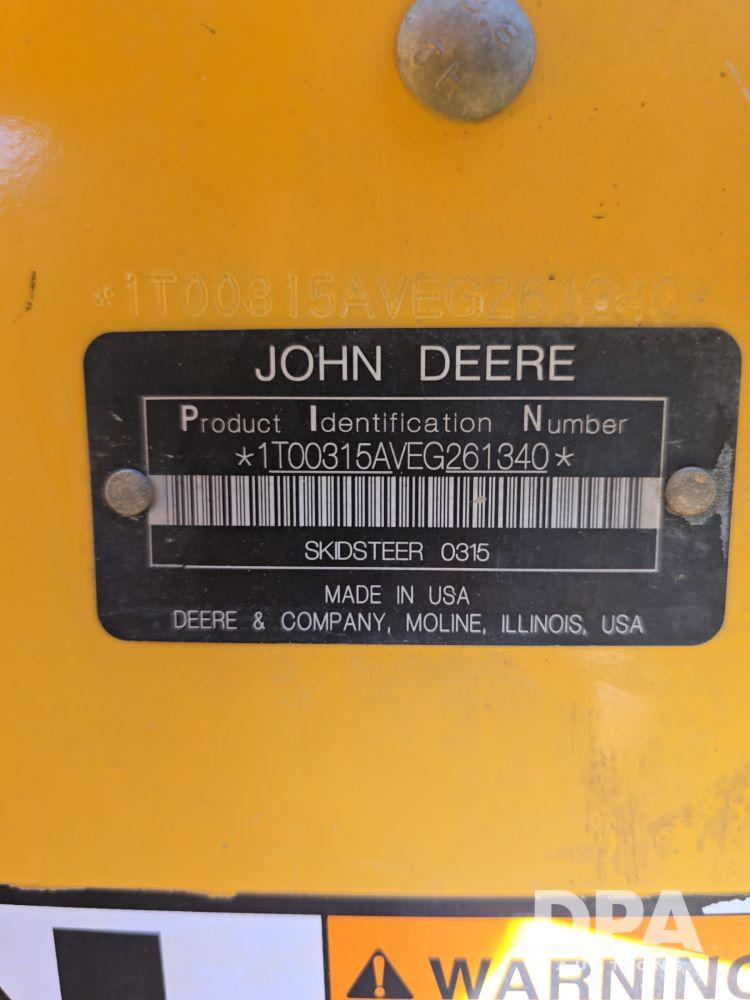 *1T00315AVEG261340*
JOHN DEERE
Product Identification Number
*1T00315AVEG261340*
SKIDSTEER 0315
MADE IN USA
DEERE & COMPANY, MOLINE, ILLINOIS, USA
DPA
AUCTIONS
WARNING